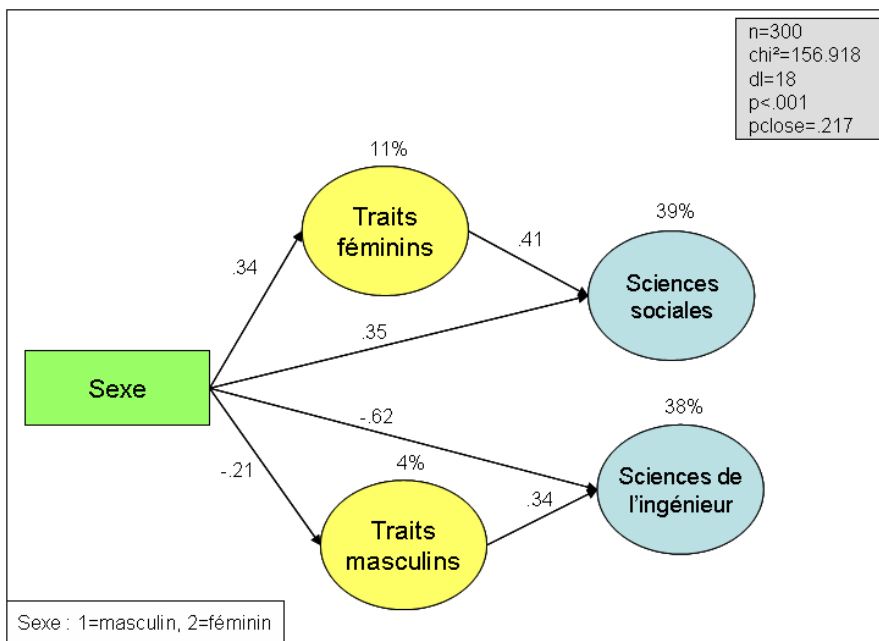 n=300
chi²=156.918
dl=18
p<.001
pclose=.217
11%
Traits
féminins
39%
.41
.34
Sciences
sociales
.35
Sexe
-.62
38%
-.21
4%
Sciences de
l'ingénieur
.34
Traits
masculins
Sexe : 1=masculin, 2=féminin